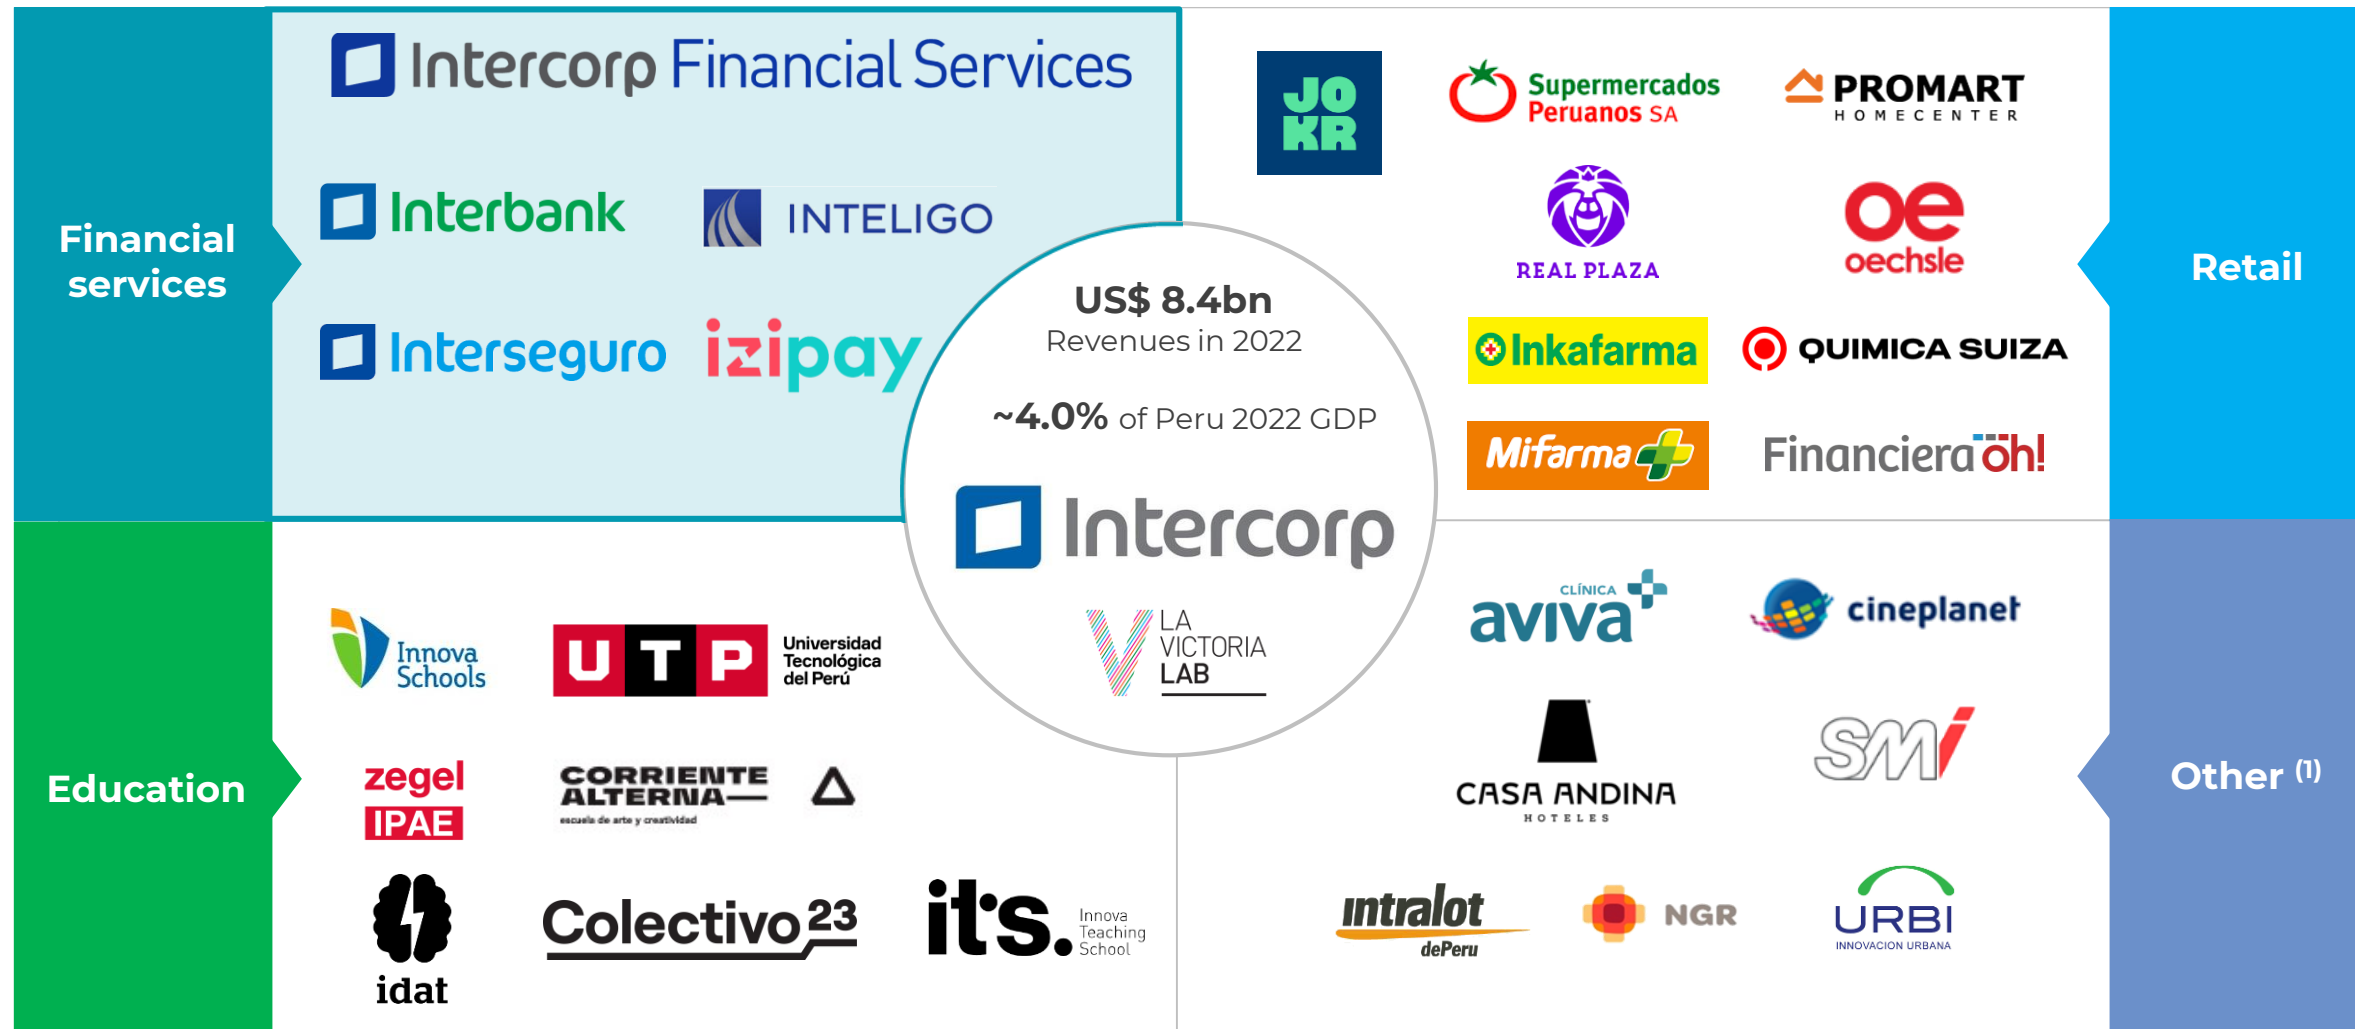 Financial
services
Intercorp Financial Services
Interbank
INTELIGO
Interseguro
izipay
JO
KR
Supermercados
Peruanos SA
PROMART
HOMECENTER
REAL PLAZA
oe
oechsle
Inkafarma
QUIMICA SUIZA
Mifarma
Financiera oh!
Retail
US$ 8.4bn
Revenues in 2022
~4.0% of Peru 2022 GDP
Intercorp
V LA
VICTORIA
LAB
Education
Innova
Schools
UTP
Universidad
Tecnológica
del Perú
zegel
IPAE
CORRIENTE
ALTERNA
escuela de arte y creatividad
idat
Colectivo 23
it's.
Innova
Teaching
School
CLÍNICA
aviva
cineplanet
CASA ANDINA
HOTELES
SMi
intralot
dePeru
NGR
URBI
INNOVACION URBANA
Other (1)